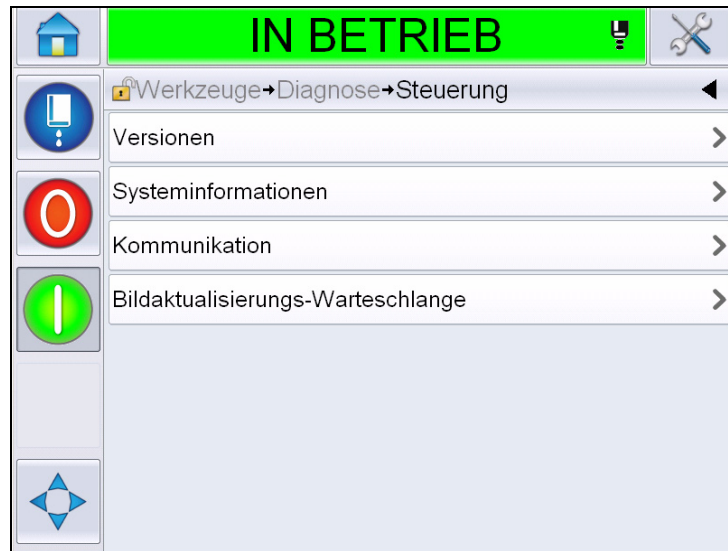 IN BETRIEB
Werkzeuge→Diagnose→Steuerung
Versionen
Systeminformationen
Kommunikation
Bildaktualisierungs-Warteschlange